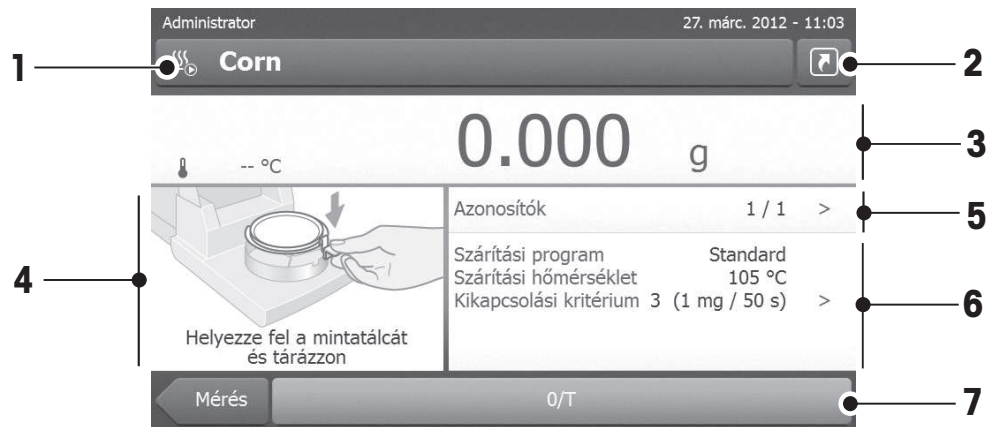 Administrator 27. márc. 2012 - 11:03
1 Corn 2
0.000 g 3
-- °C
4
Azonosítók 1 / 1 > 5
Szárítási program Standard
Szárítási hőmérséklet 105 °C
Kikapcsolási kritérium 3 (1 mg / 50 s) > 6
Helyezze fel a mintatálcát
és tárázzon
Mérés 0/T 7